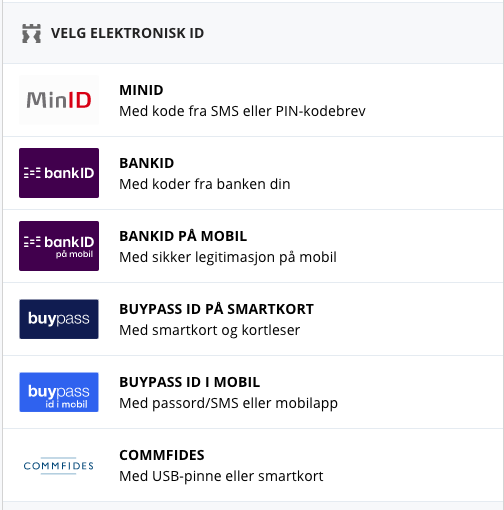 VELG ELEKTRONISK ID
MinID
MINID
Med kode fra SMS eller PIN-kodebrev
bankID
BANKID
Med koder fra banken din
bankID
på mobil
BANKID PÅ MOBIL
Med sikker legitimasjon på mobil
buypass
BUYPASS ID PÅ SMARTKORT
Med smartkort og kortleser
buypass
id i mobil
BUYPASS ID I MOBIL
Med passord/SMS eller mobilapp
COMMFIDES
COMMFIDES
Med USB-pinne eller smartkort